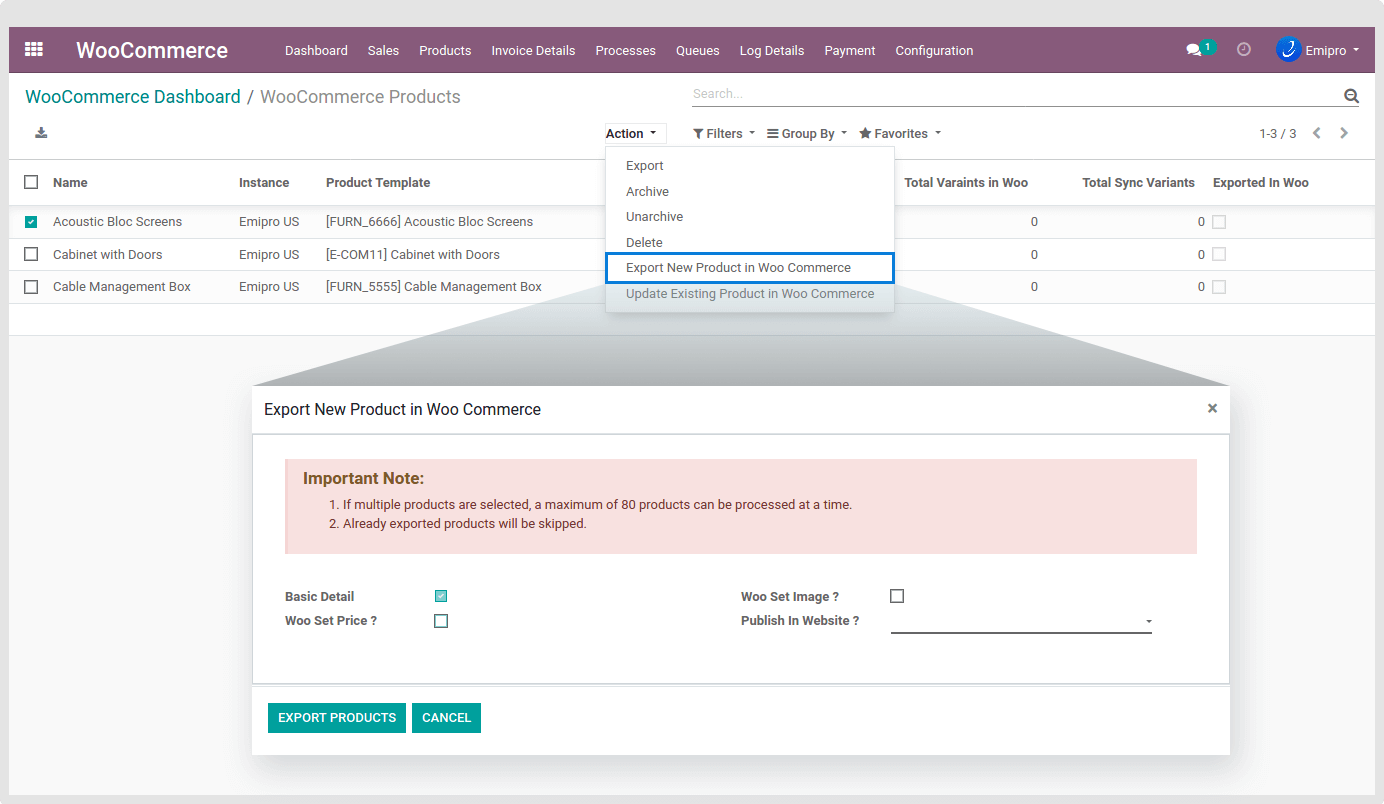 WooCommerce Dashboard Sales Products Invoice Details Processes Queues Log Details Payment Configuration 1 Emipro
WooCommerce Dashboard / WooCommerce Products Search...
Action Filters Group By Favorites 1-3 / 3
Export
Archive
Unarchive
Delete
Export New Product in Woo Commerce
Update Existing Product in Woo Commerce
Name Instance Product Template Total Varaints in Woo Total Sync Variants Exported In Woo
Acoustic Bloc Screens Emipro US [FURN_6666] Acoustic Bloc Screens 0 0
Cabinet with Doors Emipro US [E-COM11] Cabinet with Doors 0 0
Cable Management Box Emipro US [FURN_5555] Cable Management Box 0 0
Export New Product in Woo Commerce ×
Important Note:
1. If multiple products are selected, a maximum of 80 products can be processed at a time.
2. Already exported products will be skipped.
Basic Detail Woo Set Image ?
Woo Set Price ? Publish In Website ?
EXPORT PRODUCTS CANCEL